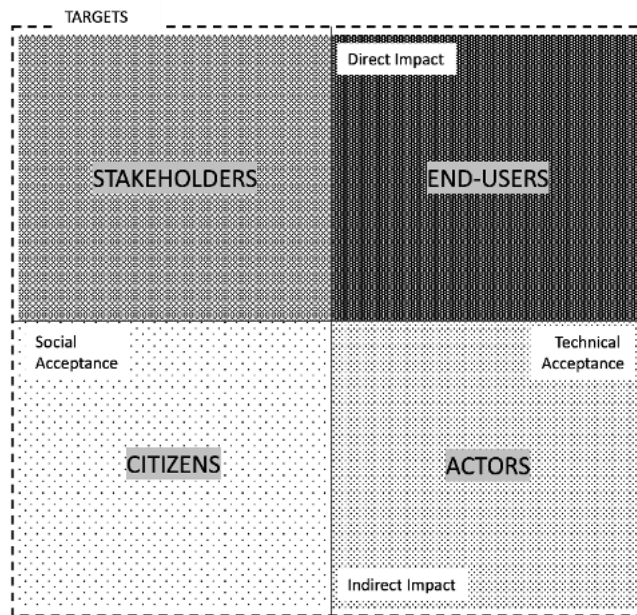 TARGETS
Direct Impact
STAKEHOLDERS
END-USERS
Social
Acceptance
Technical
Acceptance
CITIZENS
ACTORS
Indirect Impact